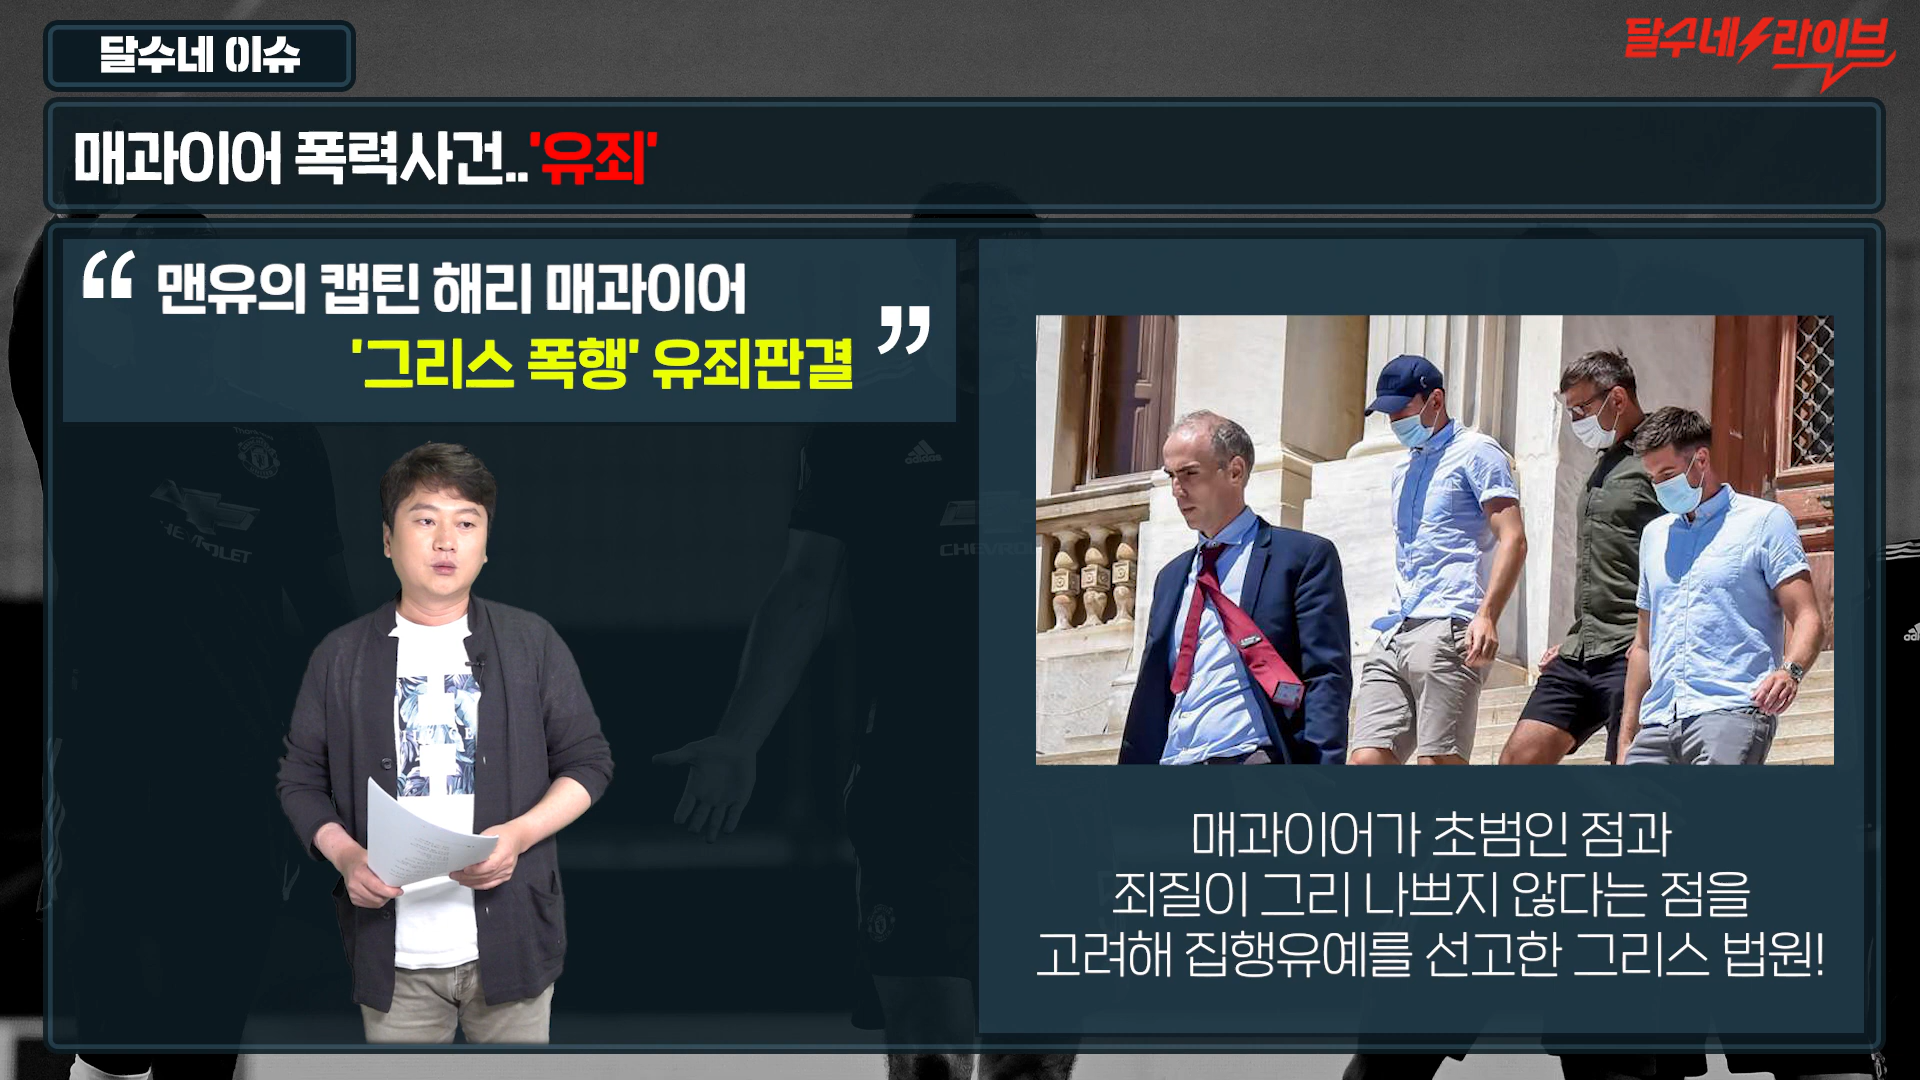 달수네 이슈
달수네 라이브
매과이어 폭력사건..'유죄'
“ 맨유의 캡틴 해리 매과이어
'그리스 폭행' 유죄판결 ”
매과이어가 초범인 점과
죄질이 그리 나쁘지 않다는 점을
고려해 집행유예를 선고한 그리스 법원!
CHEVROLET
adidas